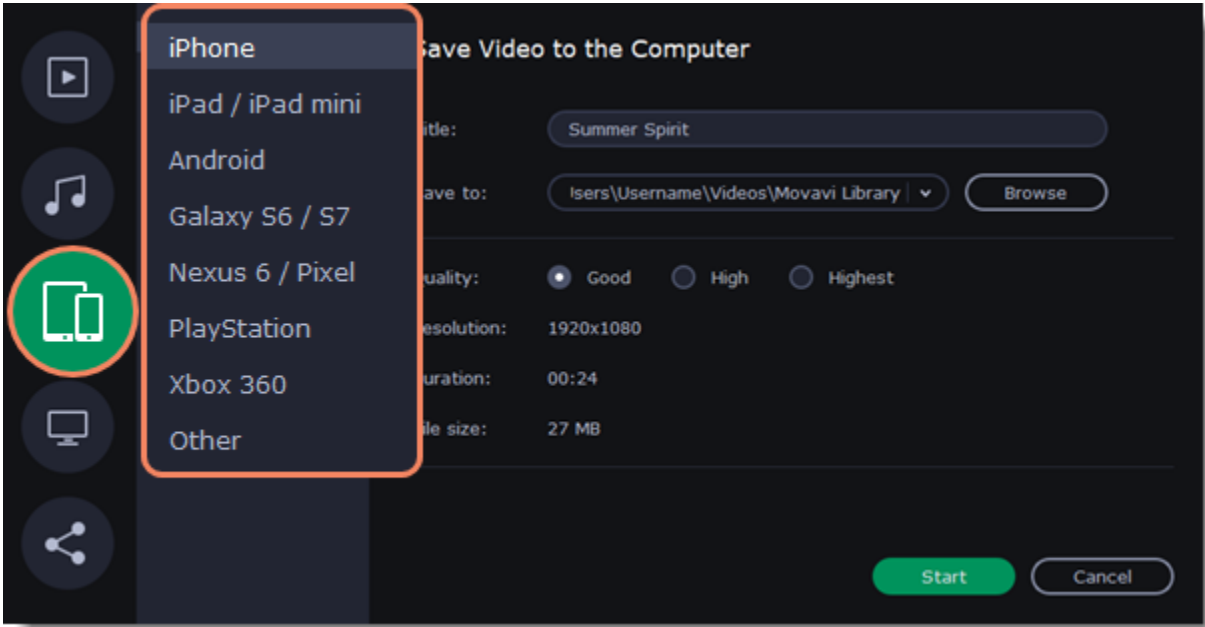 iPhone
iPad / iPad mini
Android
Galaxy S6 / S7
Nexus 6 / Pixel
PlayStation
Xbox 360
Other
Save Video to the Computer
itle: Summer Spirit
ave to: Isers\Username\Videos\Movavi Library Browse
uality: Good High Highest
esolution: 1920x1080
uration: 00:24
ile size: 27 MB
Start Cancel